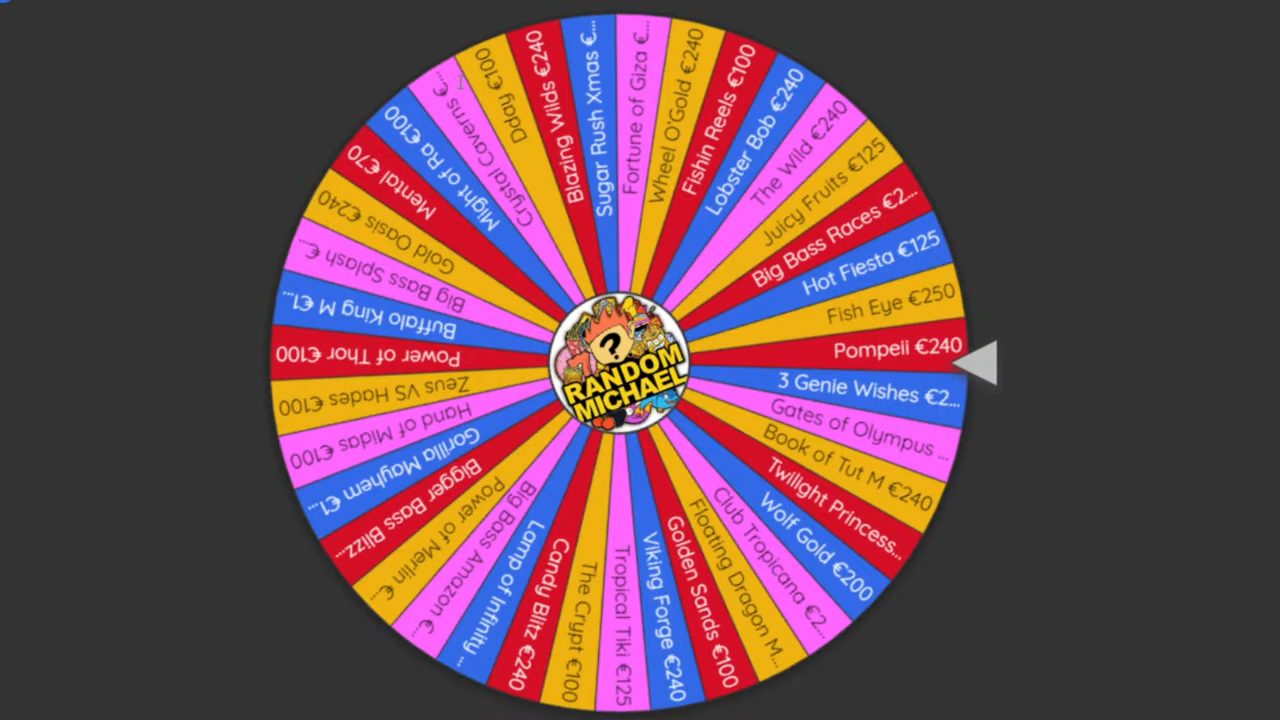 Fortune of Giza €...
Wheel O'Gold €240
Fishin Reels €100
Lobster Bob €240
The Wild €240
Juicy Fruits €125
Big Bass Races €2...
Hot Fiesta €125
Fish Eye €250
Pompeii €240
3 Genie Wishes €2...
Gates of Olympus ...
Book of Tut M €240
Twilight Princess...
Wolf Gold €200
Club Tropicana €2...
Floating Dragon M...
Golden Sands €100
Viking Forge €240
Tropical Tiki €125
The Crypt €100
Candy Blitz €240
Lamp of Infinity ...
Big Bass Amazon €...
Power of Merlin €...
Bigger Bass Blizz...
Gorilla Mayhem €1...
Hand of Midas €100
Zeus VS Hades €100
Power of Thor €100
Buffalo King M €1...
Big Bass Splash €...
Gold Oasis €240
Mental €70
Might of Ra €100
Crystal Caverns €...
Dday €100
Blazing Wilds €240
Sugar Rush Xmas €...
?
RANDOM
MICHAEL